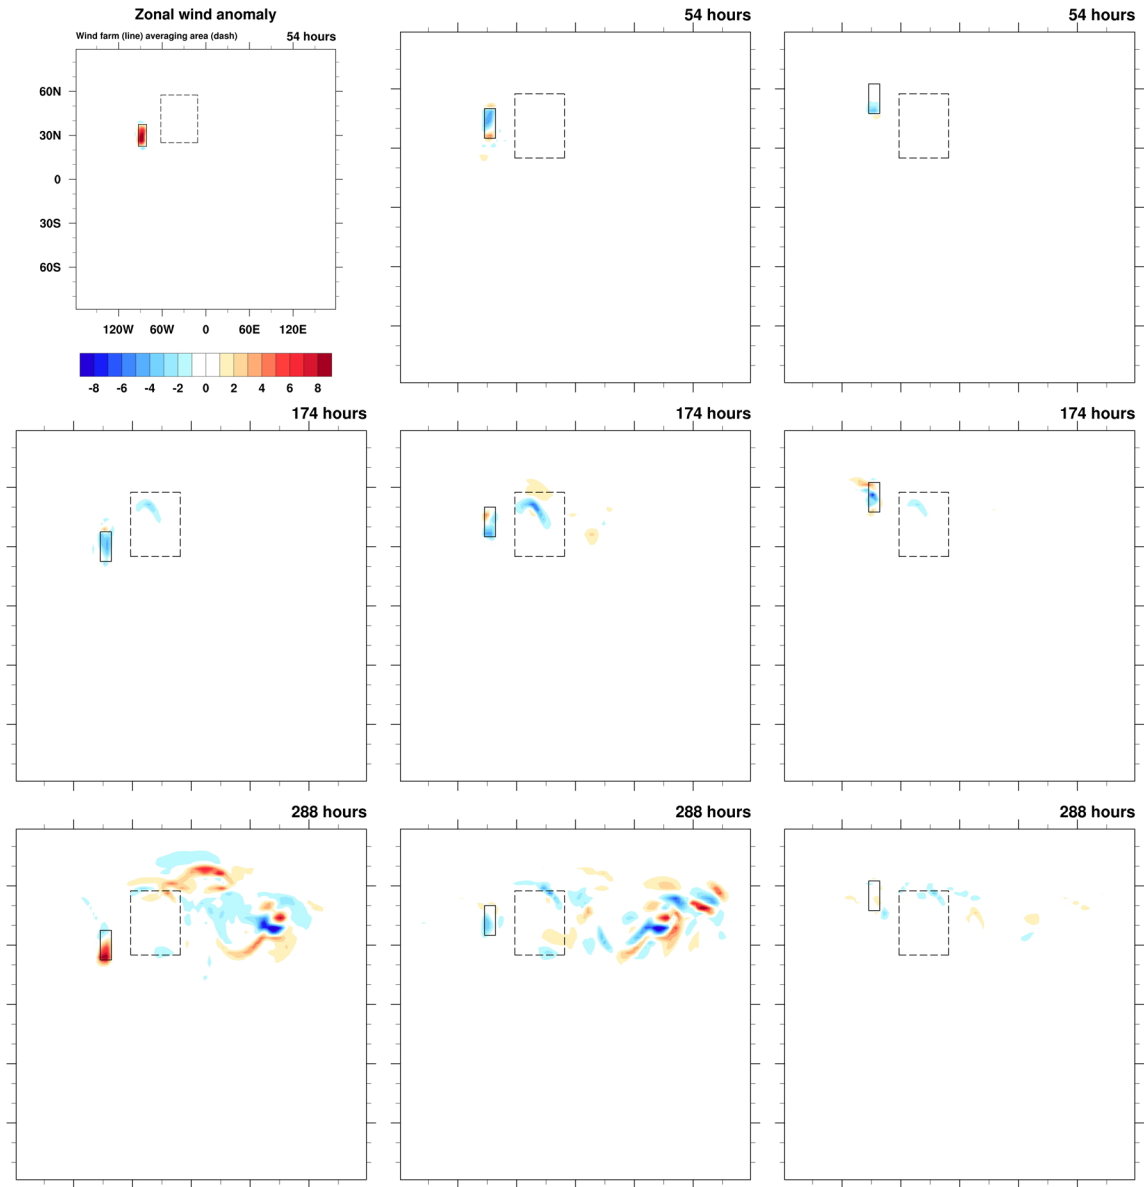 Zonal wind anomaly
Wind farm (line) averaging area (dash) 54 hours
54 hours
54 hours
60N
30N
0
30S
60S
120W 60W 0 60E 120E
-8 -6 -4 -2 0 2 4 6 8
174 hours
174 hours
174 hours
288 hours
288 hours
288 hours